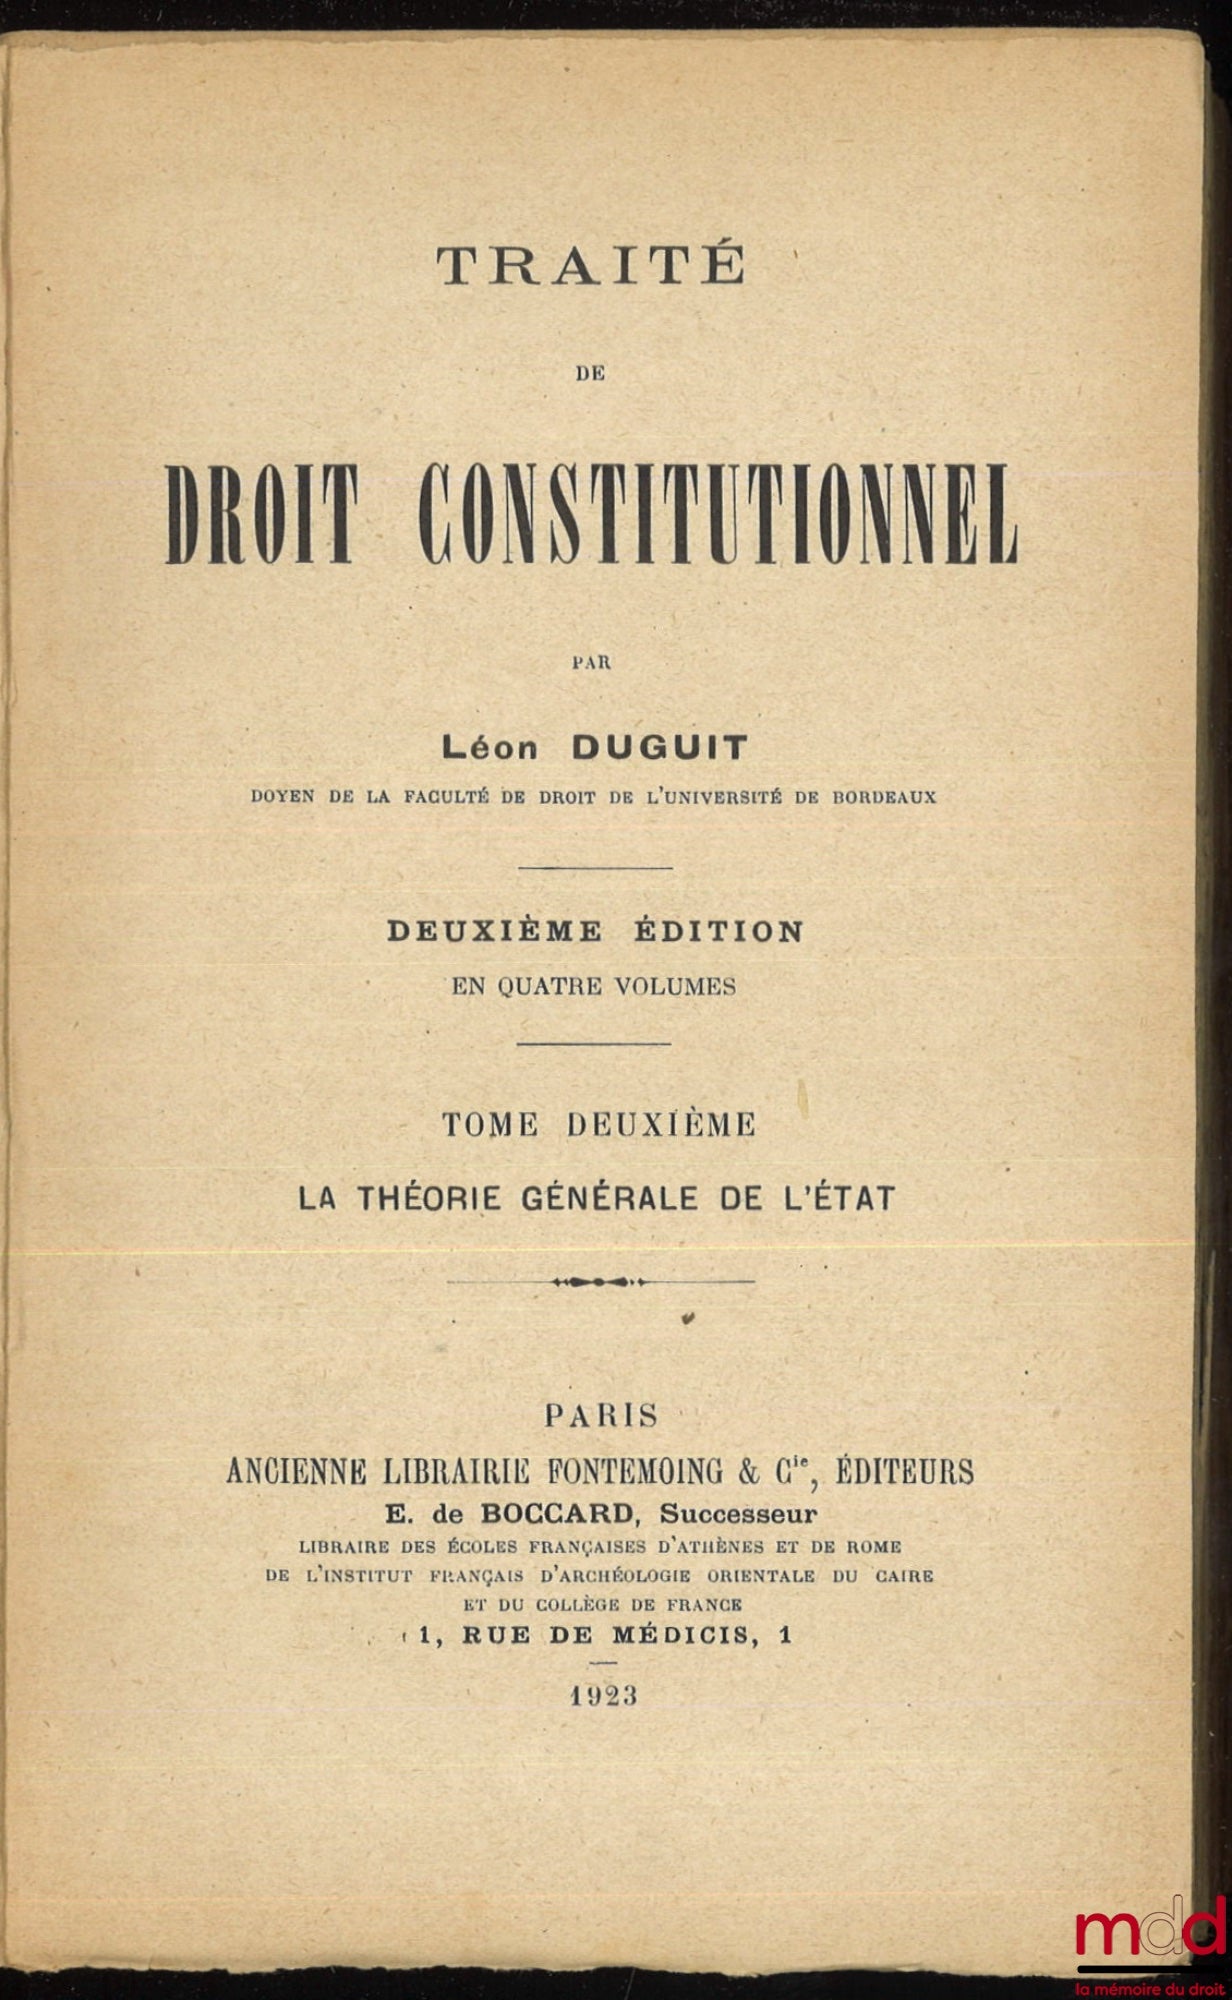 TRAITÉ
DE
DROIT CONSTITUTIONNEL
PAR
Léon DUGUIT
DOYEN DE LA FACULTÉ DE DROIT DE L'UNIVERSITÉ DE BORDEAUX
DEUXIÈME ÉDITION
EN QUATRE VOLUMES
TOME DEUXIÈME
LA THÉORIE GÉNÉRALE DE L'ÉTAT
PARIS
ANCIENNE LIBRAIRIE FONTEMOING & Cie, ÉDITEURS
E. de BOCCARD, Successeur
LIBRAIRE DES ÉCOLES FRANÇAISES D'ATHÈNES ET DE ROME
DE L'INSTITUT FRANÇAIS D'ARCHÉOLOGIE ORIENTALE DU CAIRE
ET DU COLLÈGE DE FRANCE
1, RUE DE MÉDICIS, 1
1923
mdd
la mémoire du droit